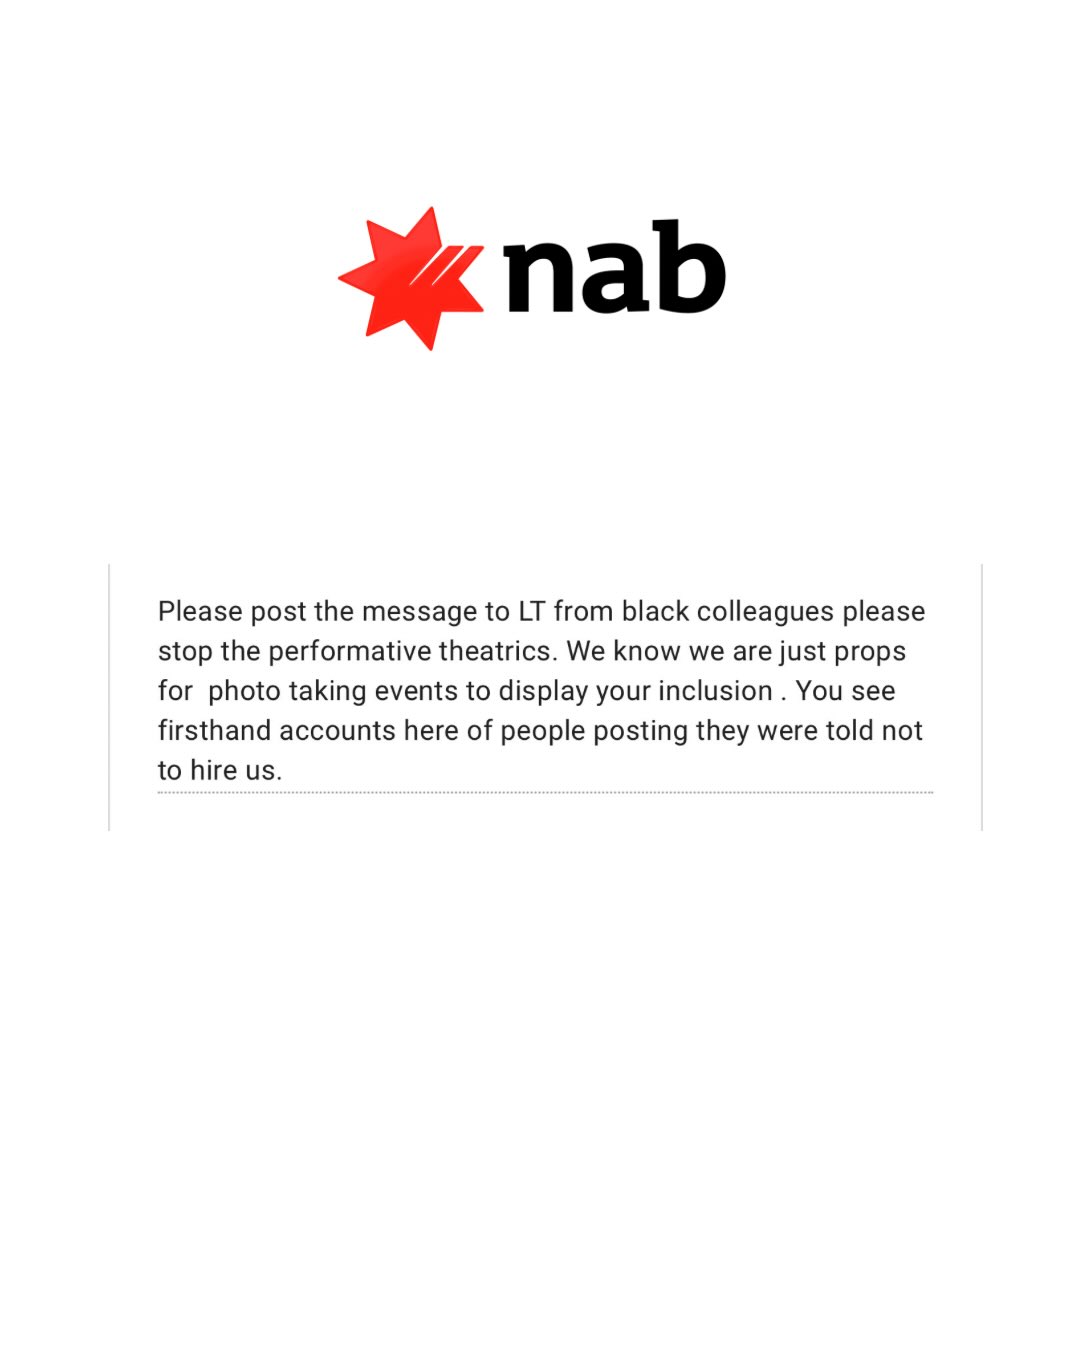 nab
Please post the message to LT from black colleagues please
stop the performative theatrics. We know we are just props
for  photo taking events to display your inclusion . You see
firsthand accounts here of people posting they were told not
to hire us.